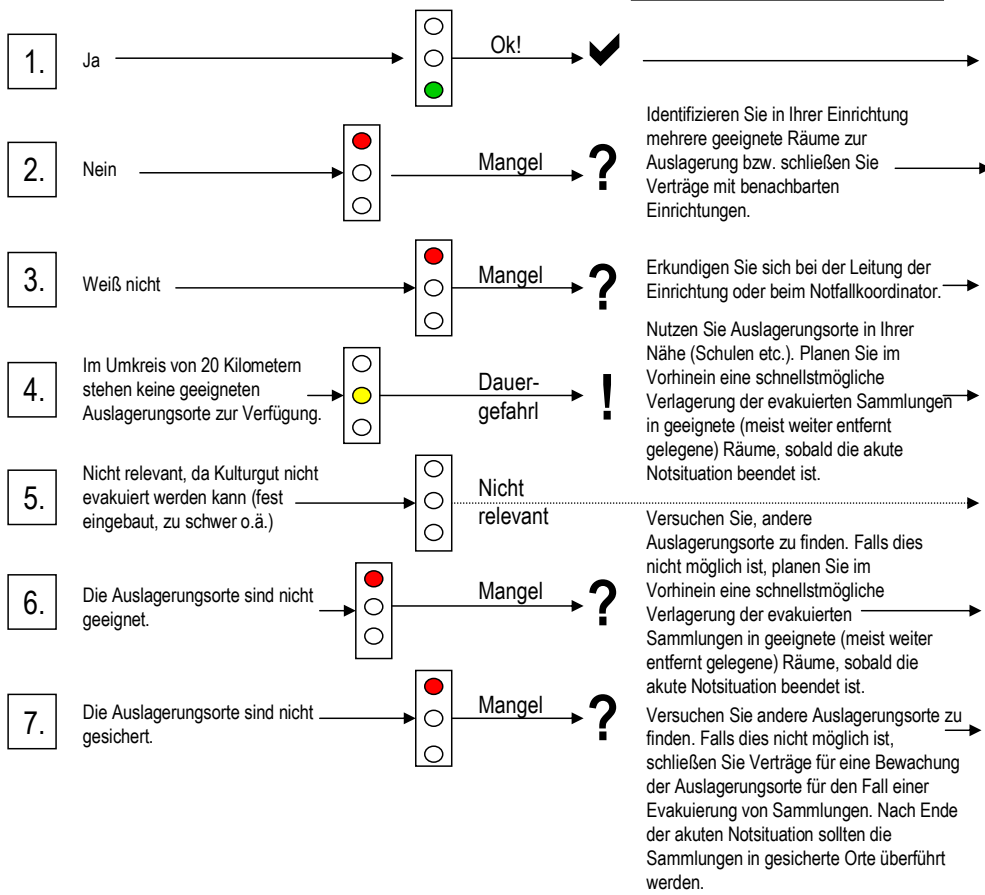 1.
Ja
Ok!
2.
Nein
Mangel
?
Identifizieren Sie in Ihrer Einrichtung
mehrere geeignete Räume zur
Auslagerung bzw. schließen Sie
Verträge mit benachbarten
Einrichtungen.
3.
Weiß nicht
Mangel
?
Erkundigen Sie sich bei der Leitung der
Einrichtung oder beim Notfallkoordinator.
4.
Im Umkreis von 20 Kilometern
stehen keine geeigneten
Auslagerungsorte zur Verfügung.
Dauer-
gefahrl
!
Nutzen Sie Auslagerungsorte in Ihrer
Nähe (Schulen etc.). Planen Sie im
Vorhinein eine schnellstmögliche
Verlagerung der evakuierten Sammlungen
in geeignete (meist weiter entfernt
gelegene) Räume, sobald die akute
Notsituation beendet ist.
5.
Nicht relevant, da Kulturgut nicht
evakuiert werden kann (fest
eingebaut, zu schwer o.ä.)
Nicht
relevant
6.
Die Auslagerungsorte sind nicht
geeignet.
Mangel
?
Versuchen Sie, andere
Auslagerungsorte zu finden. Falls dies
nicht möglich ist, planen Sie im
Vorhinein eine schnellstmögliche
Verlagerung der evakuierten
Sammlungen in geeignete (meist weiter
entfernt gelegene) Räume, sobald die
akute Notsituation beendet ist.
7.
Die Auslagerungsorte sind nicht
gesichert.
Mangel
?
Versuchen Sie andere Auslagerungsorte zu
finden. Falls dies nicht möglich ist,
schließen Sie Verträge für eine Bewachung
der Auslagerungsorte für den Fall einer
Evakuierung von Sammlungen. Nach Ende
der akuten Notsituation sollten die
Sammlungen in gesicherte Orte überführt
werden.